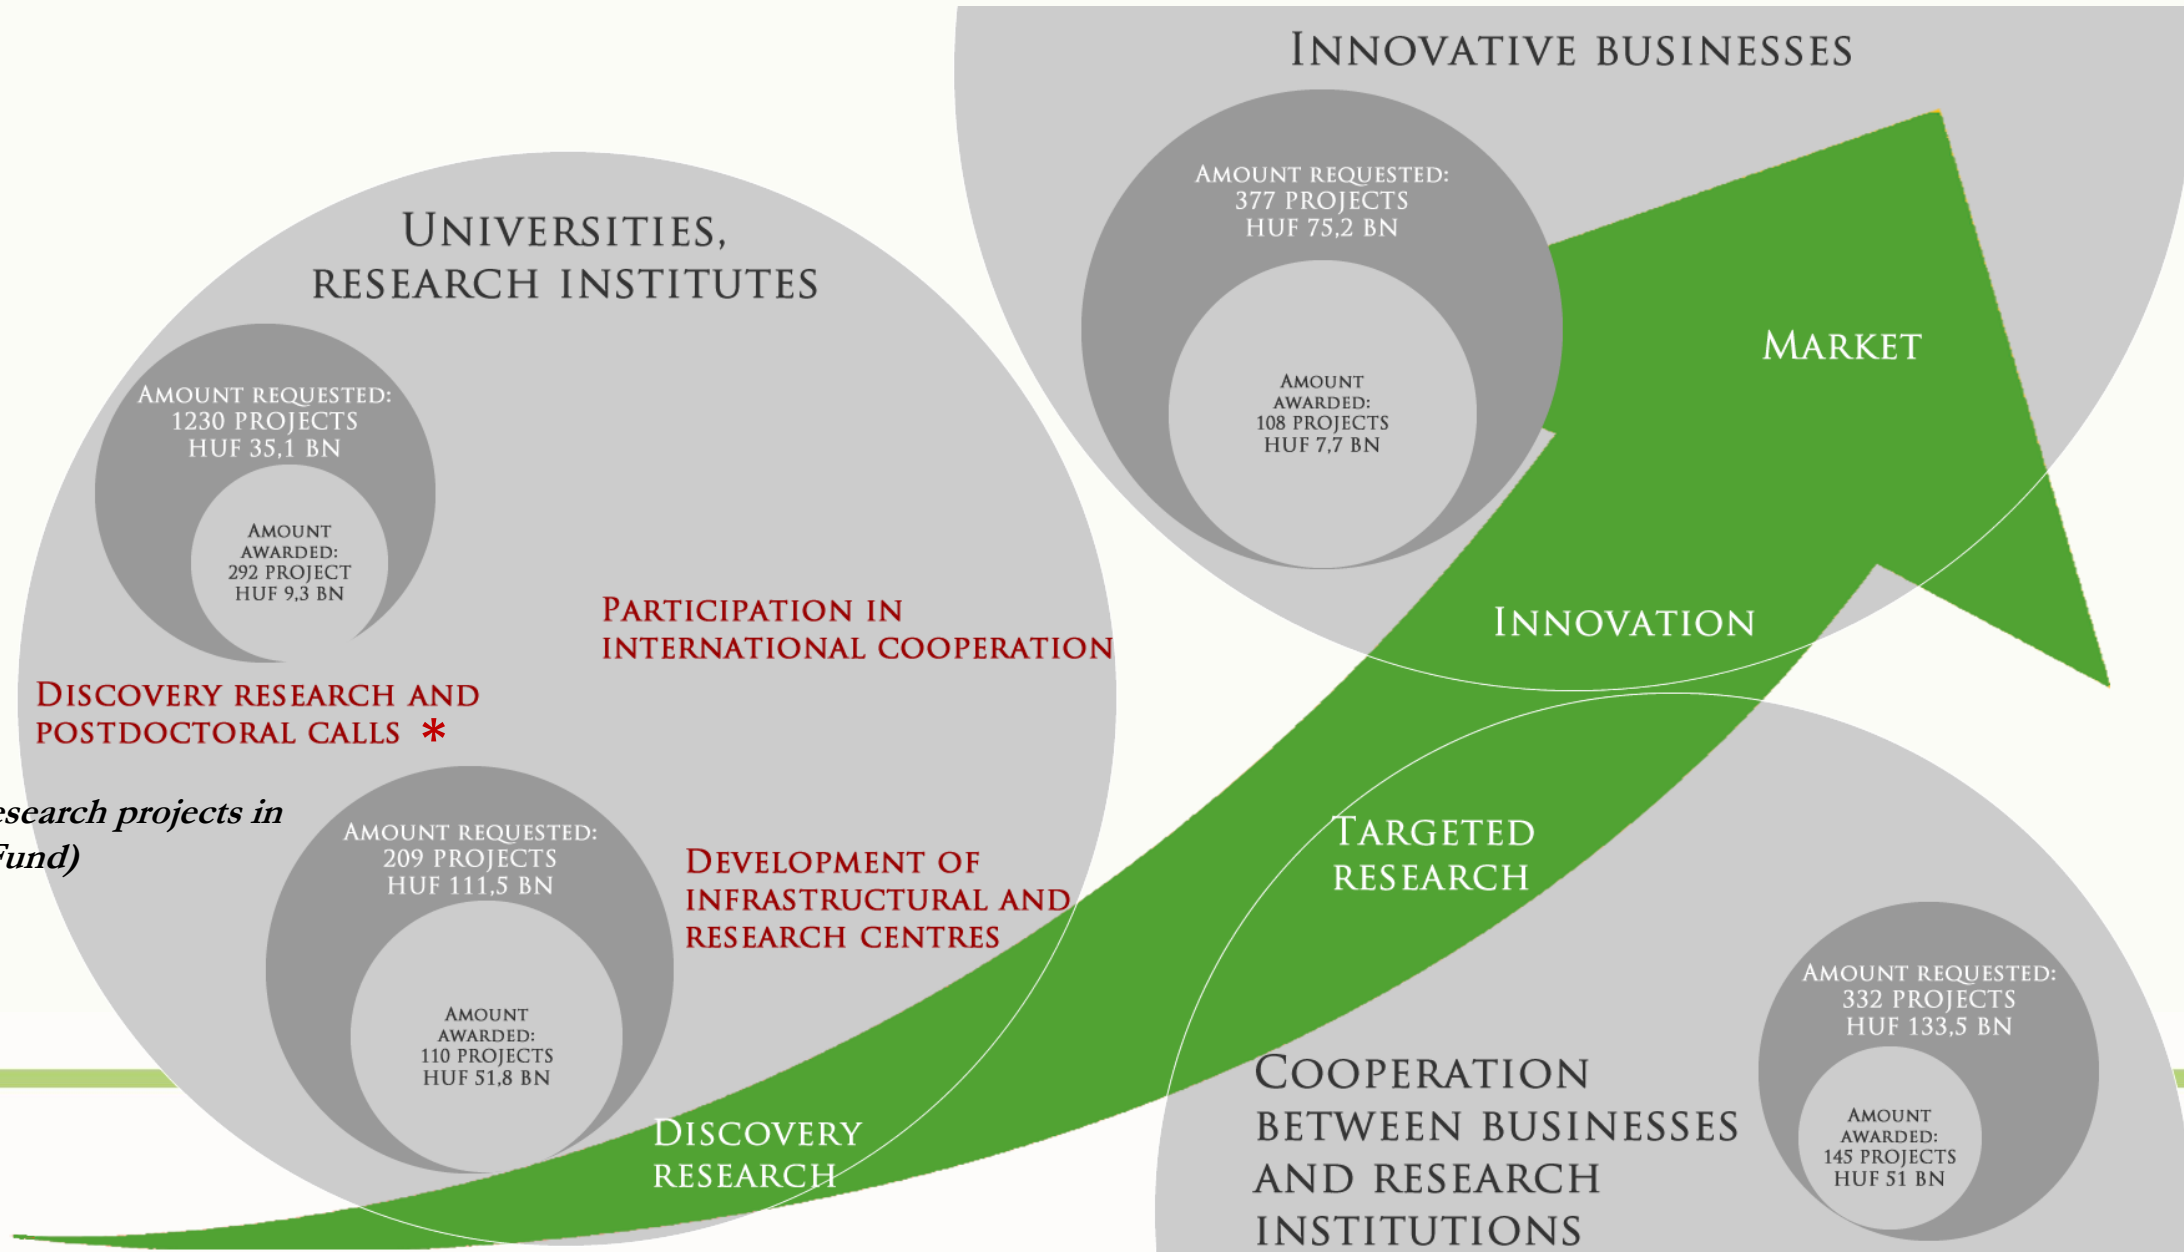 INNOVATIVE BUSINESSES
AMOUNT REQUESTED:
377 PROJECTS
HUF 75,2 BN
AMOUNT
AWARDED:
108 PROJECTS
HUF 7,7 BN
MARKET
INNOVATION
UNIVERSITIES,
RESEARCH INSTITUTES
AMOUNT REQUESTED:
1230 PROJECTS
HUF 35,1 BN
AMOUNT
AWARDED:
292 PROJECT
HUF 9,3 BN
PARTICIPATION IN
INTERNATIONAL COOPERATION
DISCOVERY RESEARCH AND
POSTDOCTORAL CALLS *
research projects in
Fund)
AMOUNT REQUESTED:
209 PROJECTS
HUF 111,5 BN
AMOUNT
AWARDED:
110 PROJECTS
HUF 51,8 BN
DEVELOPMENT OF
INFRASTRUCTURAL AND
RESEARCH CENTRES
DISCOVERY
RESEARCH
TARGETED
RESEARCH
AMOUNT REQUESTED:
332 PROJECTS
HUF 133,5 BN
AMOUNT
AWARDED:
145 PROJECTS
HUF 51 BN
COOPERATION
BETWEEN BUSINESSES
AND RESEARCH
INSTITUTIONS